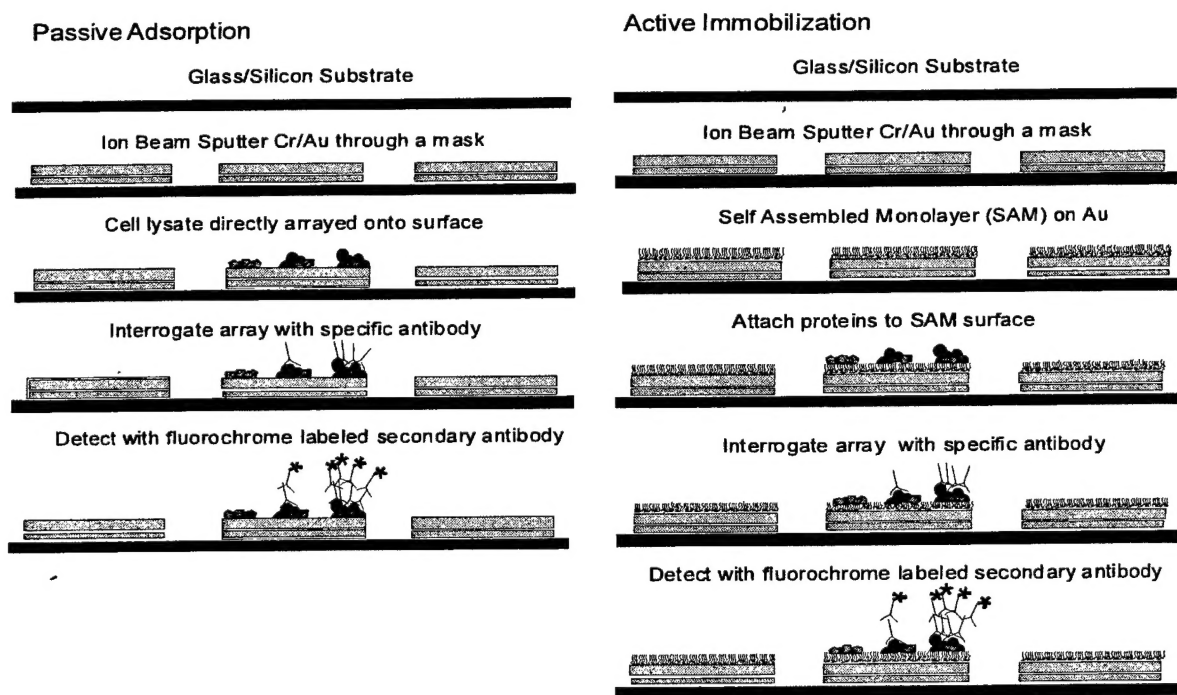 Passive Adsorption
Glass/Silicon Substrate
Ion Beam Sputter Cr/Au through a mask
Cell lysate directly arrayed onto surface
Interrogate array with specific antibody
Detect with fluorochrome labeled secondary antibody
Active Immobilization
Glass/Silicon Substrate
Ion Beam Sputter Cr/Au through a mask
Self Assembled Monolayer (SAM) on Au
Attach proteins to SAM surface
Interrogate array with specific antibody
Detect with fluorochrome labeled secondary antibody